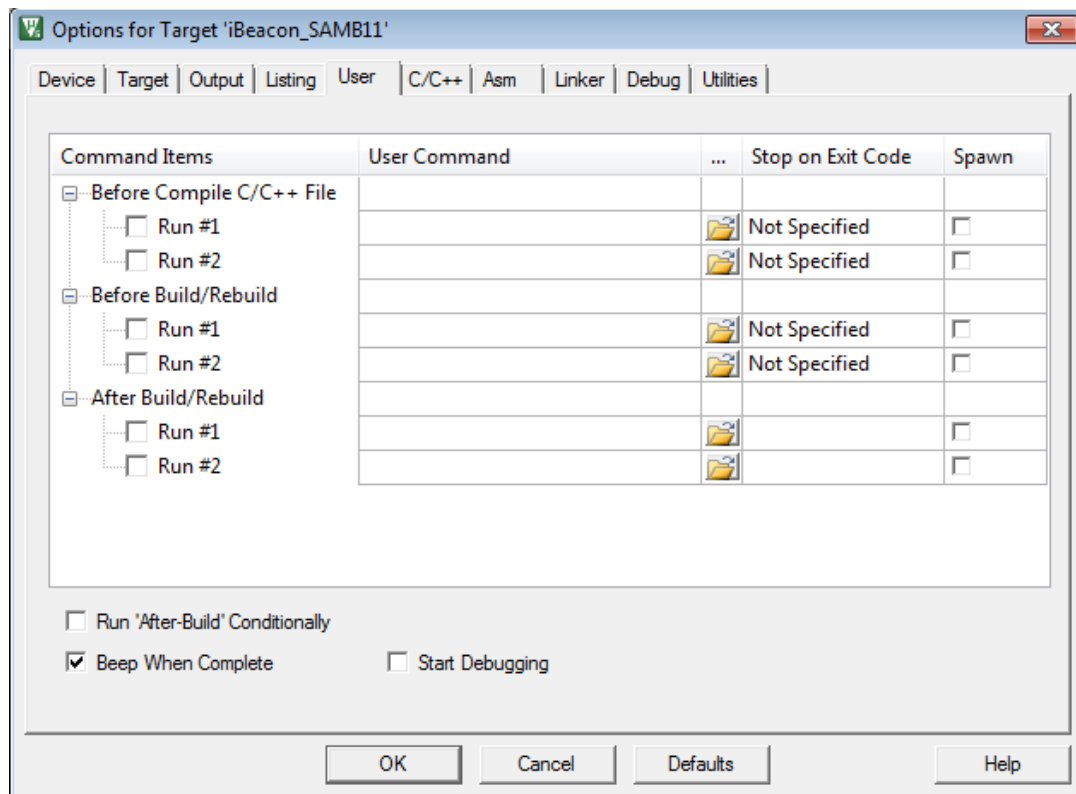 Options for Target 'iBeacon_SAMB11'
Device Target Output Listing User C/C++ Asm Linker Debug Utilities
Command Items User Command ... Stop on Exit Code Spawn
Before Compile C/C++ File
Run #1 Not Specified
Run #2 Not Specified
Before Build/Rebuild
Run #1 Not Specified
Run #2 Not Specified
After Build/Rebuild
Run #1
Run #2
Run 'After-Build' Conditionally
Beep When Complete Start Debugging
OK Cancel Defaults Help